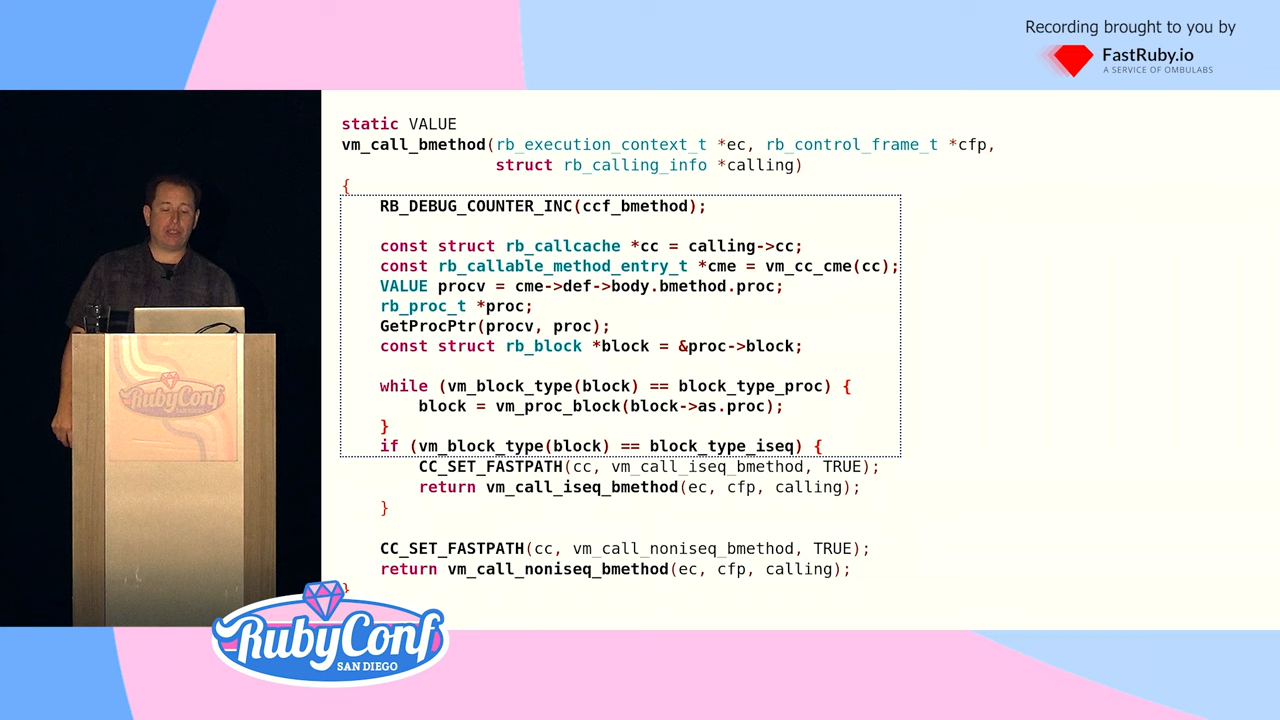 Recording brought to you by
FastRuby.io
A SERVICE OF OMBULABS
static VALUE
vm_call_bmethod(rb_execution_context_t *ec, rb_control_frame_t *cfp,
struct rb_calling_info *calling)
{
RB_DEBUG_COUNTER_INC(ccf_bmethod);
const struct rb_callcache *cc = calling->cc;
const rb_callable_method_entry_t *cme = vm_cc_cme(cc);
VALUE procv = cme->def->body.bmethod.proc;
rb_proc_t *proc;
GetProcPtr(procv, proc);
const struct rb_block *block = &proc->block;
while (vm_block_type(block) == block_type_proc) {
block = vm_proc_block(block->as.proc);
}
if (vm_block_type(block) == block_type_iseq) {
CC_SET_FASTPATH(cc, vm_call_iseq_bmethod, TRUE);
return vm_call_iseq_bmethod(ec, cfp, calling);
}
CC_SET_FASTPATH(cc, vm_call_noniseq_bmethod, TRUE);
return vm_call_noniseq_bmethod(ec, cfp, calling);
}
RubyConf
SAN DIEGO
RubyConf
SAN DIEGO